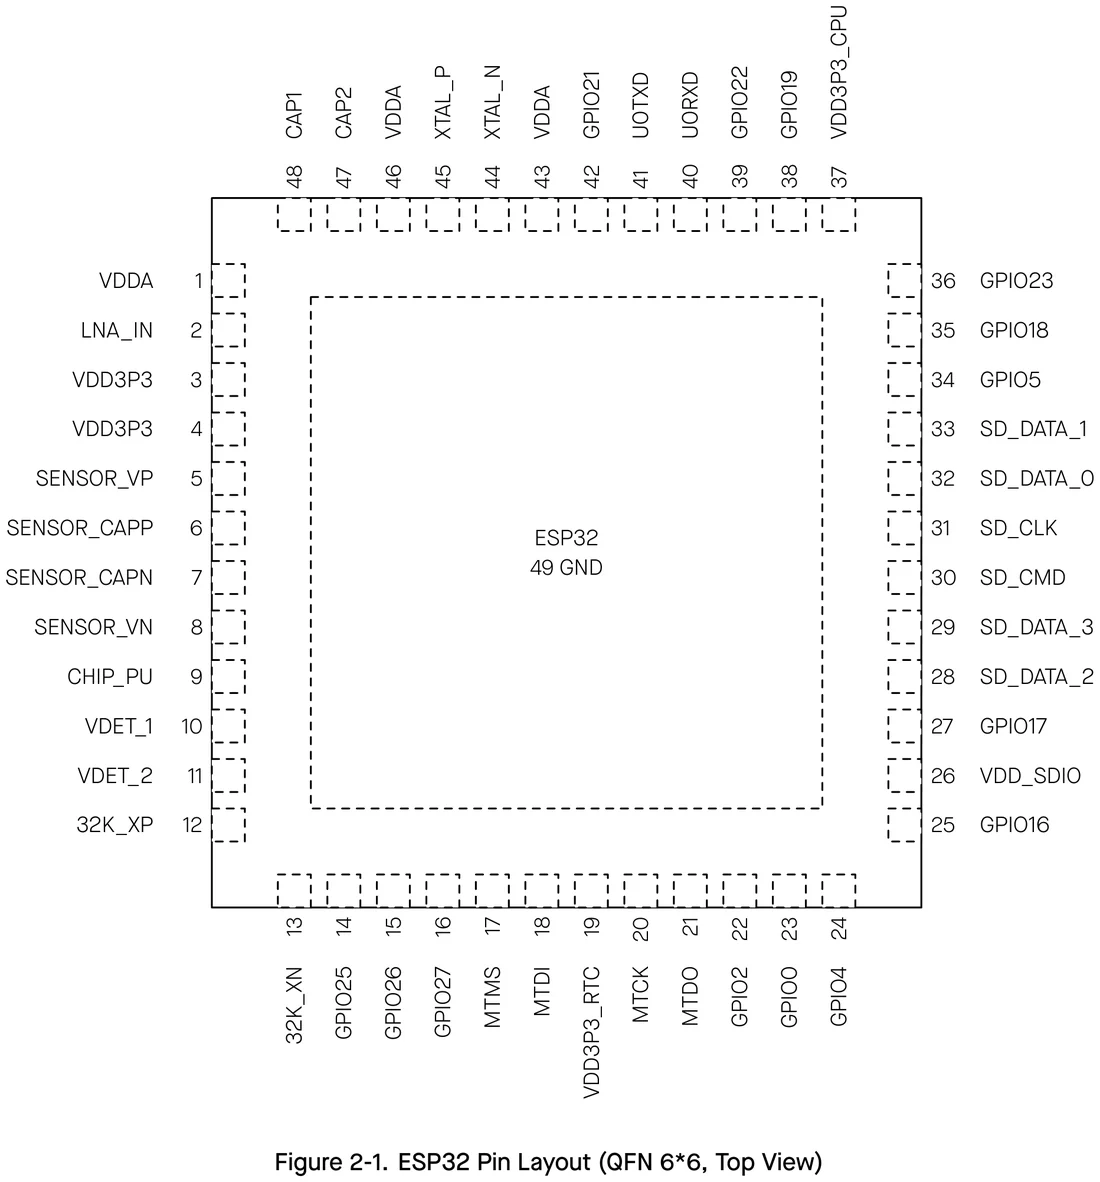 CAP1 48
CAP2 47
VDDA 46
XTAL_P 45
XTAL_N 44
VDDA 43
GPIO21 42
U0TXD 41
U0RXD 40
GPIO22 39
GPIO19 38
VDD3P3_CPU 37
VDDA 1
LNA_IN 2
VDD3P3 3
VDD3P3 4
SENSOR_VP 5
SENSOR_CAPP 6
SENSOR_CAPN 7
SENSOR_VN 8
CHIP_PU 9
VDET_1 10
VDET_2 11
32K_XP 12
ESP32
49 GND
36 GPIO23
35 GPIO18
34 GPIO5
33 SD_DATA_1
32 SD_DATA_0
31 SD_CLK
30 SD_CMD
29 SD_DATA_3
28 SD_DATA_2
27 GPIO17
26 VDD_SDIO
25 GPIO16
32K_XN 13
GPIO25 14
GPIO26 15
GPIO27 16
MTMS 17
MTDI 18
VDD3P3_RTC 19
MTCK 20
MTDO 21
GPIO2 22
GPIO0 23
GPIO4 24
Figure 2-1. ESP32 Pin Layout (QFN 6*6, Top View)